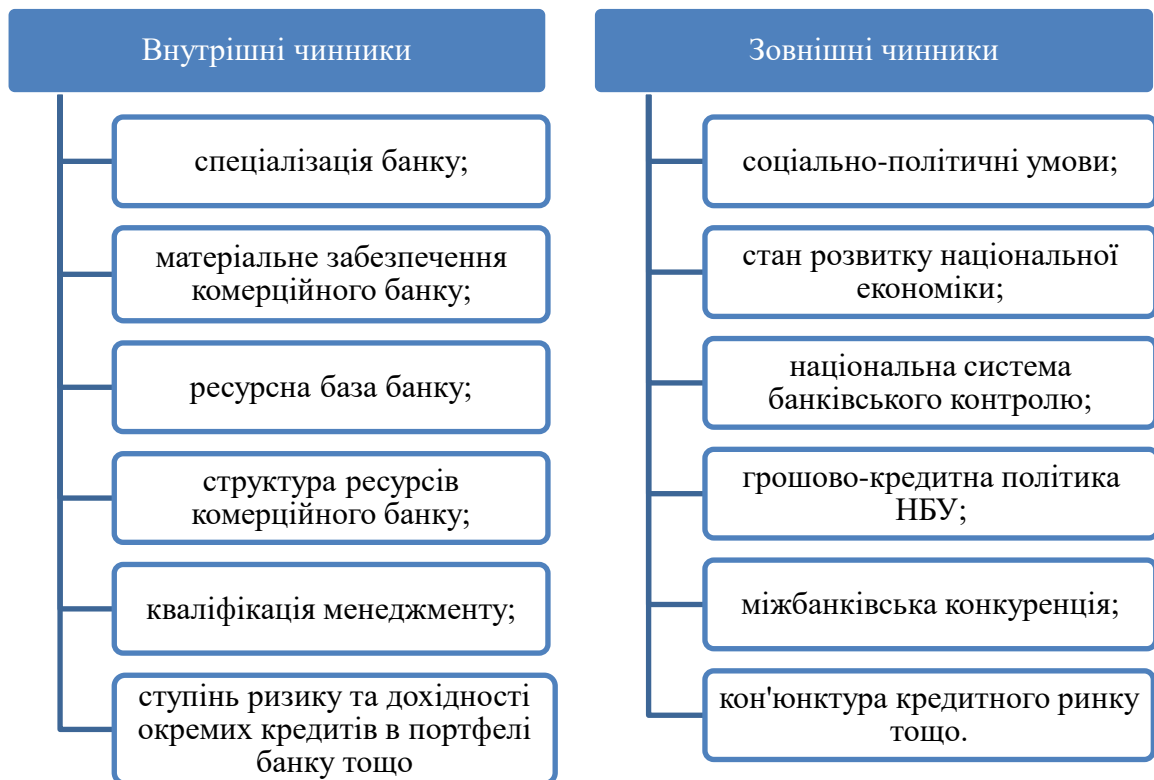 Внутрішні чинники
спеціалізація банку;
матеріальне забезпечення
комерційного банку;
ресурсна база банку;
структура ресурсів
комерційного банку;
кваліфікація менеджменту;
ступінь ризику та дохідності
окремих кредитів в портфелі
банку тощо
Зовнішні чинники
соціально-політичні умови;
стан розвитку національної
економіки;
національна система
банківського контролю;
грошово-кредитна політика
НБУ;
міжбанківська конкуренція;
кон'юнктура кредитного ринку
тощо.